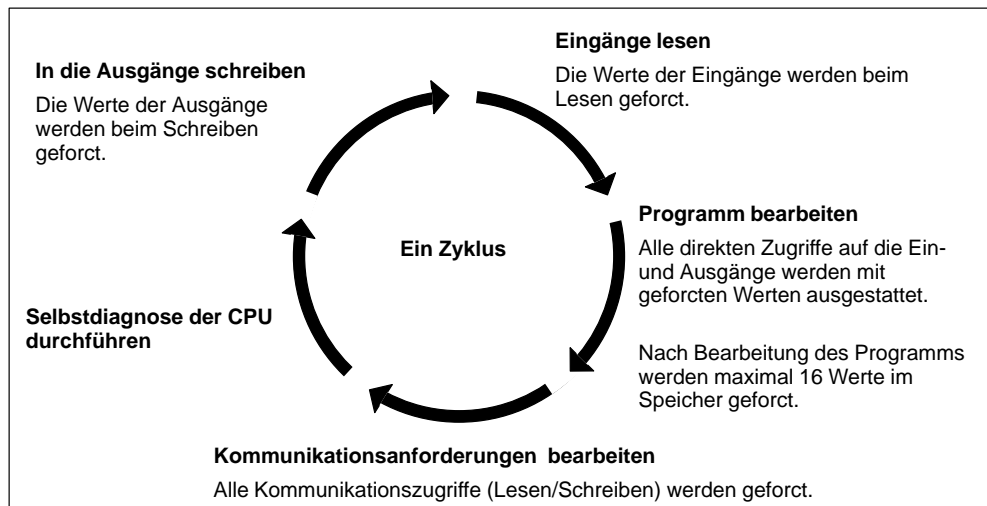 Eingänge lesen
Die Werte der Eingänge werden beim
Lesen geforct.
Programm bearbeiten
Alle direkten Zugriffe auf die Ein-
und Ausgänge werden mit
geforcten Werten ausgestattet.
Nach Bearbeitung des Programms
werden maximal 16 Werte im
Speicher geforct.
Kommunikationsanforderungen bearbeiten
Alle Kommunikationszugriffe (Lesen/Schreiben) werden geforct.
Selbstdiagnose der CPU
durchführen
In die Ausgänge schreiben
Die Werte der Ausgänge
werden beim Schreiben
geforct.
Ein Zyklus